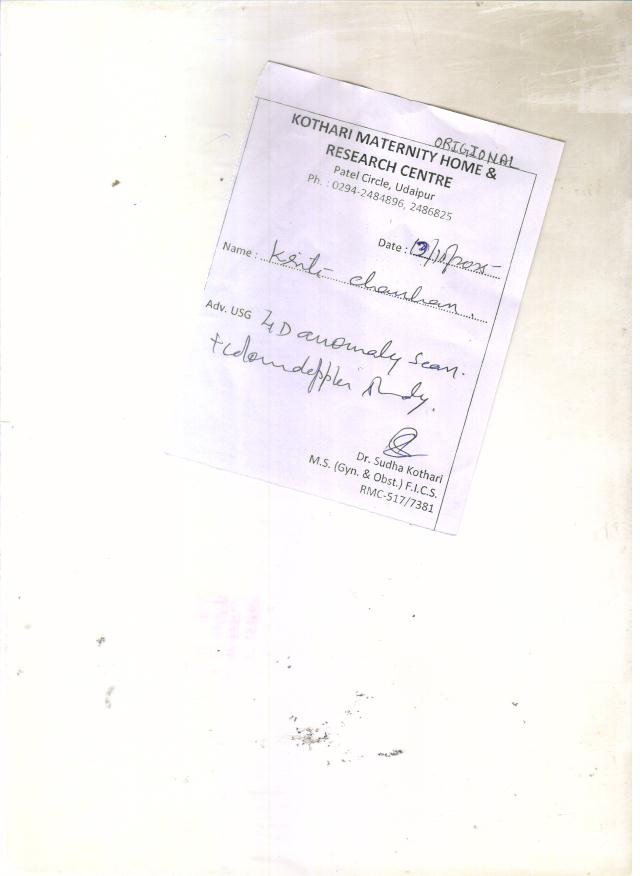 ORIGIONAL
KOTHARI MATERNITY HOME &
RESEARCH CENTRE
Patel Circle, Udaipur
Ph. : 0294-2484896, 2486825
Date :
Name : Kriti chauhan.
Adv. USG 4D anomaly scan.
+ colourdoppler study.
Dr. Sudha Kothari
M.S. (Gyn. & Obst.) F.I.C.S.
RMC-517/7381